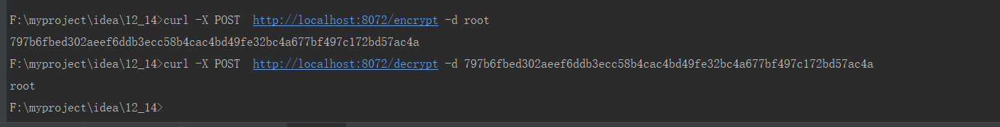 F:\myproject\idea\12_14>curl -X POST  http://localhost:8072/encrypt -d root
797b6fbed302aeef6ddb3ecc58b4cac4bd49fe32bc4a677bf497c172bd57ac4a
F:\myproject\idea\12_14>curl -X POST  http://localhost:8072/decrypt -d 797b6fbed302aeef6ddb3ecc58b4cac4bd49fe32bc4a677bf497c172bd57ac4a
root
F:\myproject\idea\12_14>